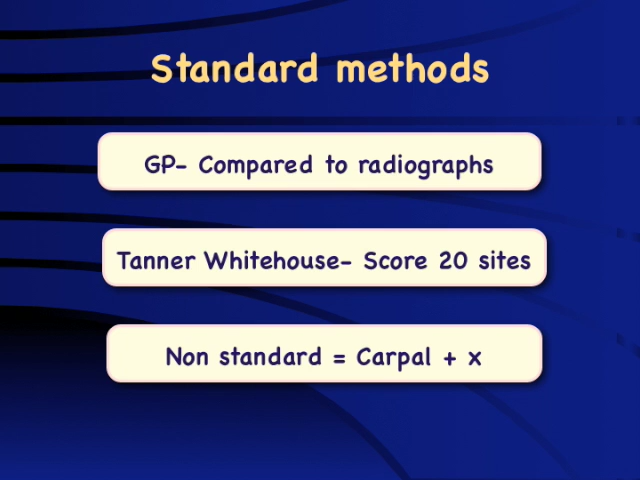 Standard methods
GP- Compared to radiographs
Tanner Whitehouse- Score 20 sites
Non standard = Carpal + x